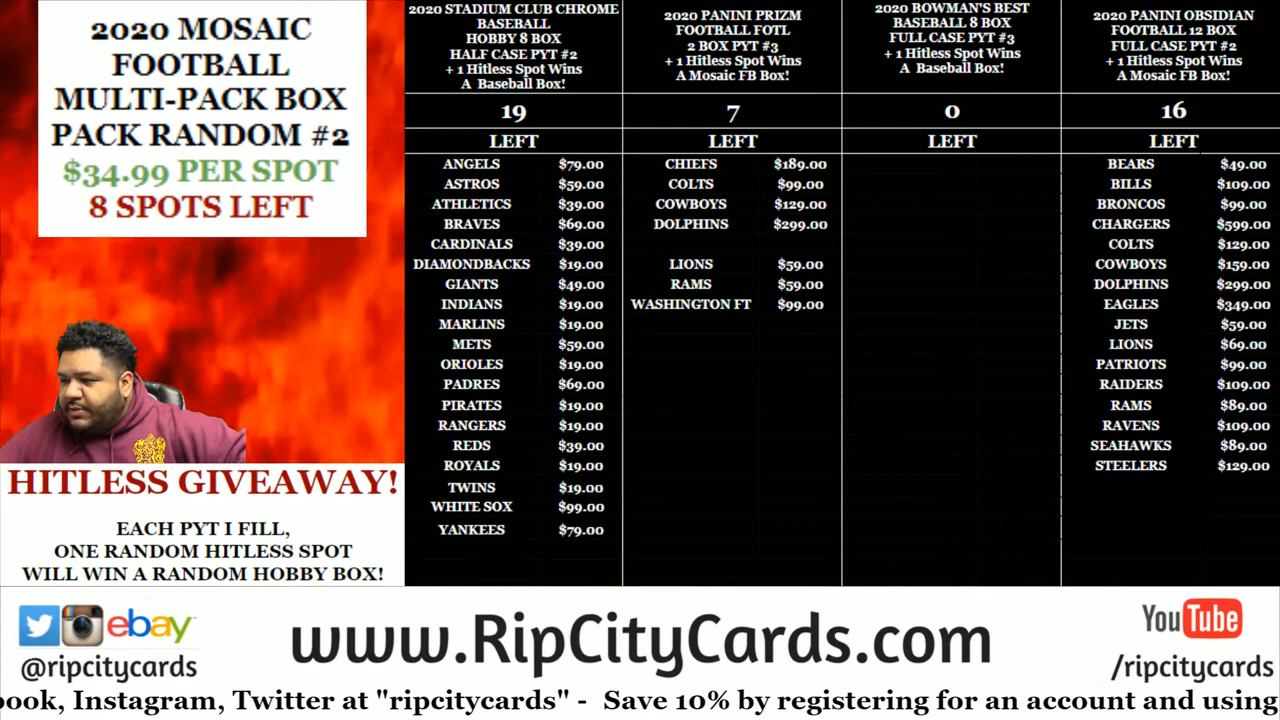 2020 MOSAIC
FOOTBALL
MULTI-PACK BOX
PACK RANDOM #2
$34.99 PER SPOT
8 SPOTS LEFT
HITLESS GIVEAWAY!
EACH PYT I FILL,
ONE RANDOM HITLESS SPOT
WILL WIN A RANDOM HOBBY BOX!
2020 STADIUM CLUB CHROME
BASEBALL
HOBBY 8 BOX
HALF CASE PYT #2
+ 1 Hitless Spot Wins
A Baseball Box!
19
LEFT
ANGELS $79.00
ASTROS $59.00
ATHLETICS $39.00
BRAVES $69.00
CARDINALS $39.00
DIAMONDBACKS $19.00
GIANTS $49.00
INDIANS $19.00
MARLINS $19.00
METS $59.00
ORIOLES $19.00
PADRES $69.00
PIRATES $19.00
RANGERS $19.00
REDS $39.00
ROYALS $19.00
TWINS $19.00
WHITE SOX $99.00
YANKEES $79.00
2020 PANINI PRIZM
FOOTBALL FOTL
2 BOX PYT #3
+ 1 Hitless Spot Wins
A Mosaic FB Box!
7
LEFT
CHIEFS $189.00
COLTS $99.00
COWBOYS $129.00
DOLPHINS $299.00
LIONS $59.00
RAMS $59.00
WASHINGTON FT $99.00
2020 BOWMAN'S BEST
BASEBALL 8 BOX
FULL CASE PYT #3
+ 1 Hitless Spot Wins
A Baseball Box!
0
LEFT
2020 PANINI OBSIDIAN
FOOTBALL 12 BOX
FULL CASE PYT #2
+ 1 Hitless Spot Wins
A Mosaic FB Box!
16
LEFT
BEARS $49.00
BILLS $109.00
BRONCOS $99.00
CHARGERS $599.00
COLTS $129.00
COWBOYS $159.00
DOLPHINS $299.00
EAGLES $349.00
JETS $59.00
LIONS $69.00
PATRIOTS $99.00
RAIDERS $109.00
RAMS $89.00
RAVENS $109.00
SEAHAWKS $89.00
STEELERS $129.00
ebay
@ripcitycards
www.RipCityCards.com
YouTube
/ripcitycards
book, Instagram, Twitter at "ripcitycards" - Save 10% by registering for an account and using